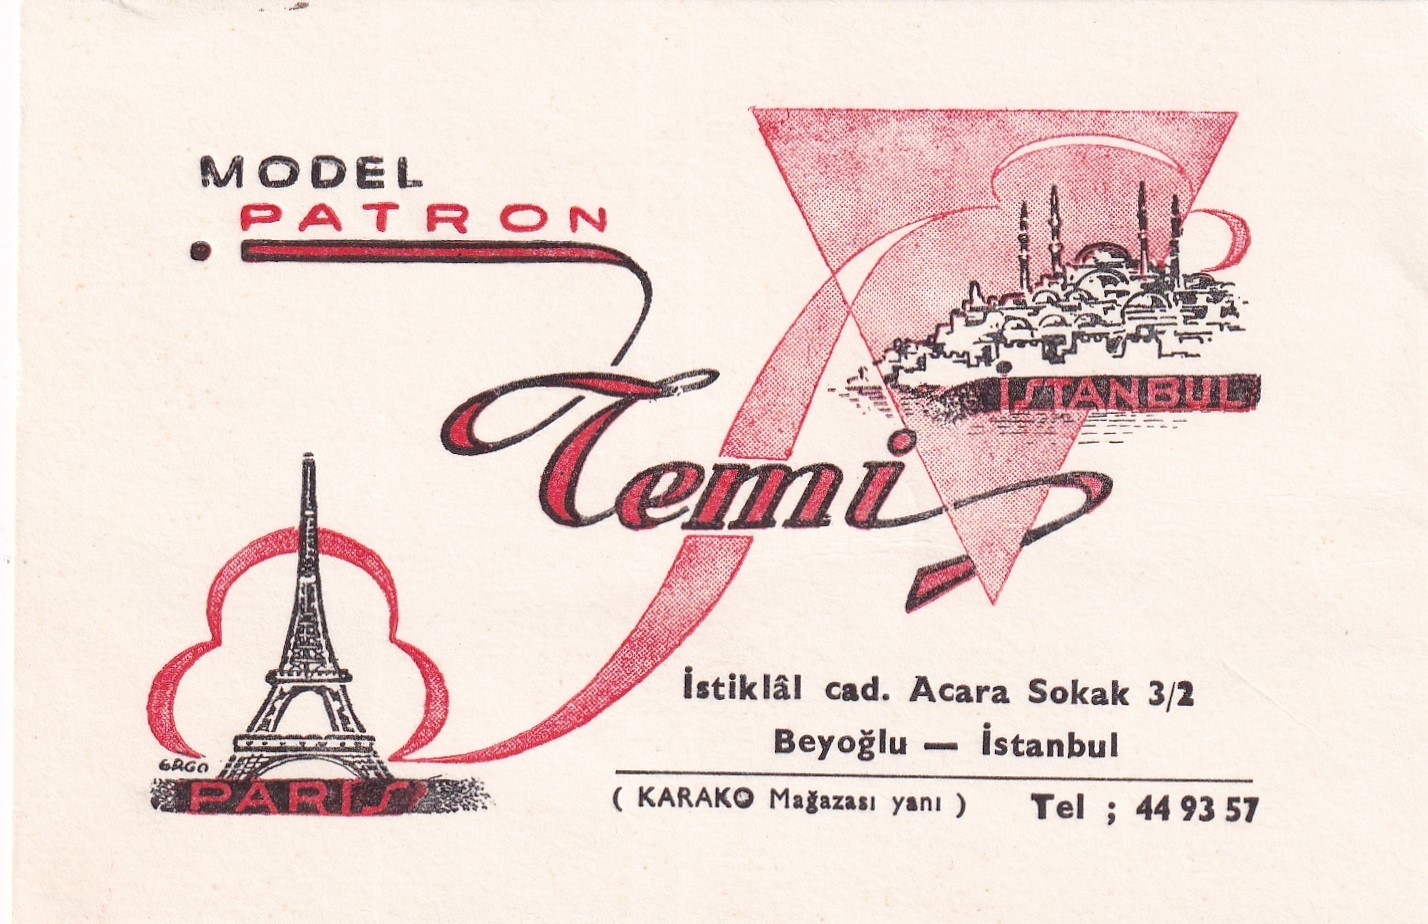 MODEL
PATRON
Temi
İSTANBUL
PARIS
İstiklâl cad. Acara Sokak 3/2
Beyoğlu — İstanbul
( KARAKO Mağazası yanı ) Tel ; 44 93 57